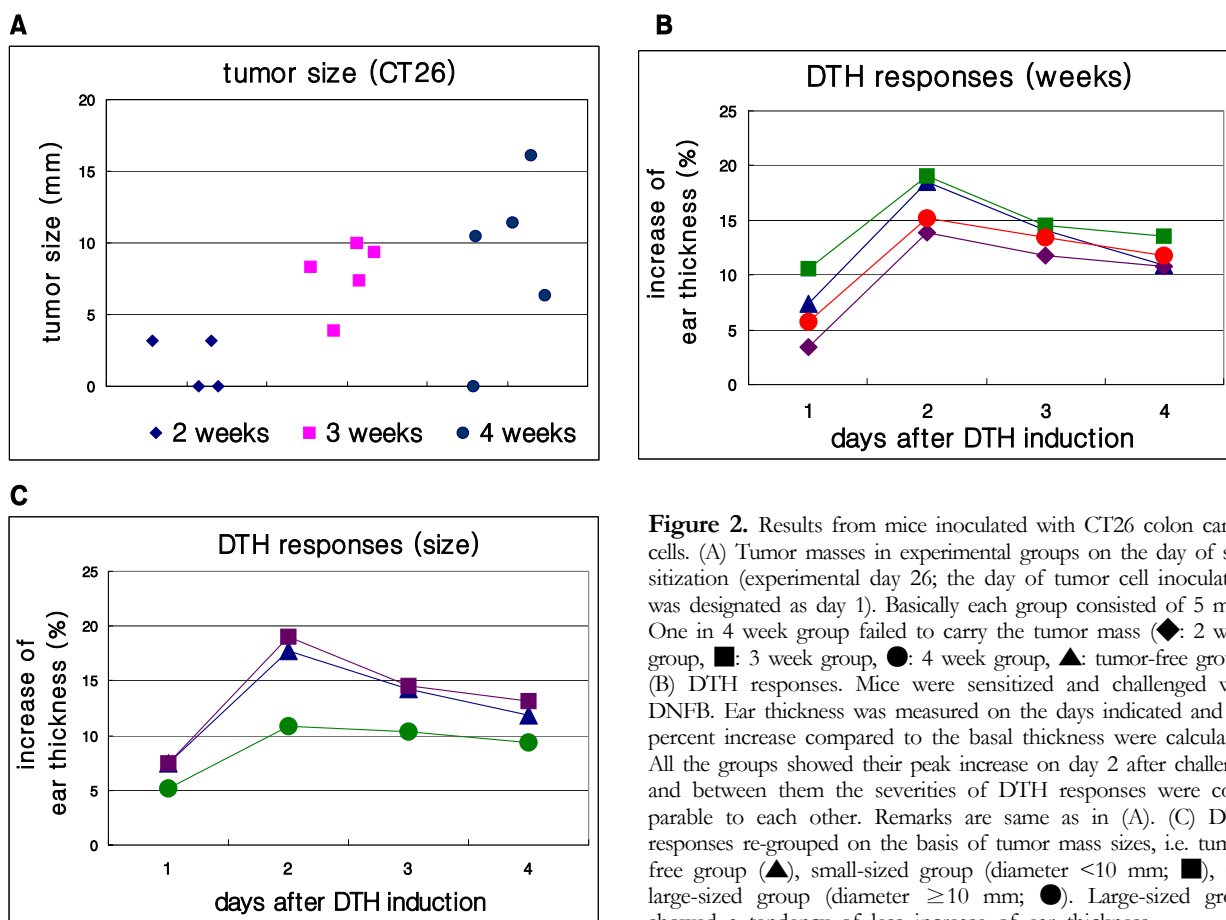 A
tumor size (CT26)
tumor size (mm)
20
15
10
5
0
2 weeks 3 weeks 4 weeks
B
DTH responses (weeks)
increase of
ear thickness (%)
25
20
15
10
5
0
1 2 3 4
days after DTH induction
C
DTH responses (size)
increase of
ear thickness (%)
25
20
15
10
5
0
1 2 3 4
days after DTH induction
Figure 2. Results from mice inoculated with CT26 colon can
cells. (A) Tumor masses in experimental groups on the day of s
sitization (experimental day 26; the day of tumor cell inoculat
was designated as day 1). Basically each group consisted of 5 m
One in 4 week group failed to carry the tumor mass (◆: 2 w
group, ■: 3 week group, ●: 4 week group, ▲: tumor-free gro
(B) DTH responses. Mice were sensitized and challenged w
DNFB. Ear thickness was measured on the days indicated and
percent increase compared to the basal thickness were calcula
All the groups showed their peak increase on day 2 after challen
and between them the severities of DTH responses were co
parable to each other. Remarks are same as in (A). (C) D
responses re-grouped on the basis of tumor mass sizes, i.e. tum
free group (▲), small-sized group (diameter <10 mm; ■),
large-sized group (diameter ≥10 mm; ●). Large-sized gro
showed a tendency of less increase of ear thickness